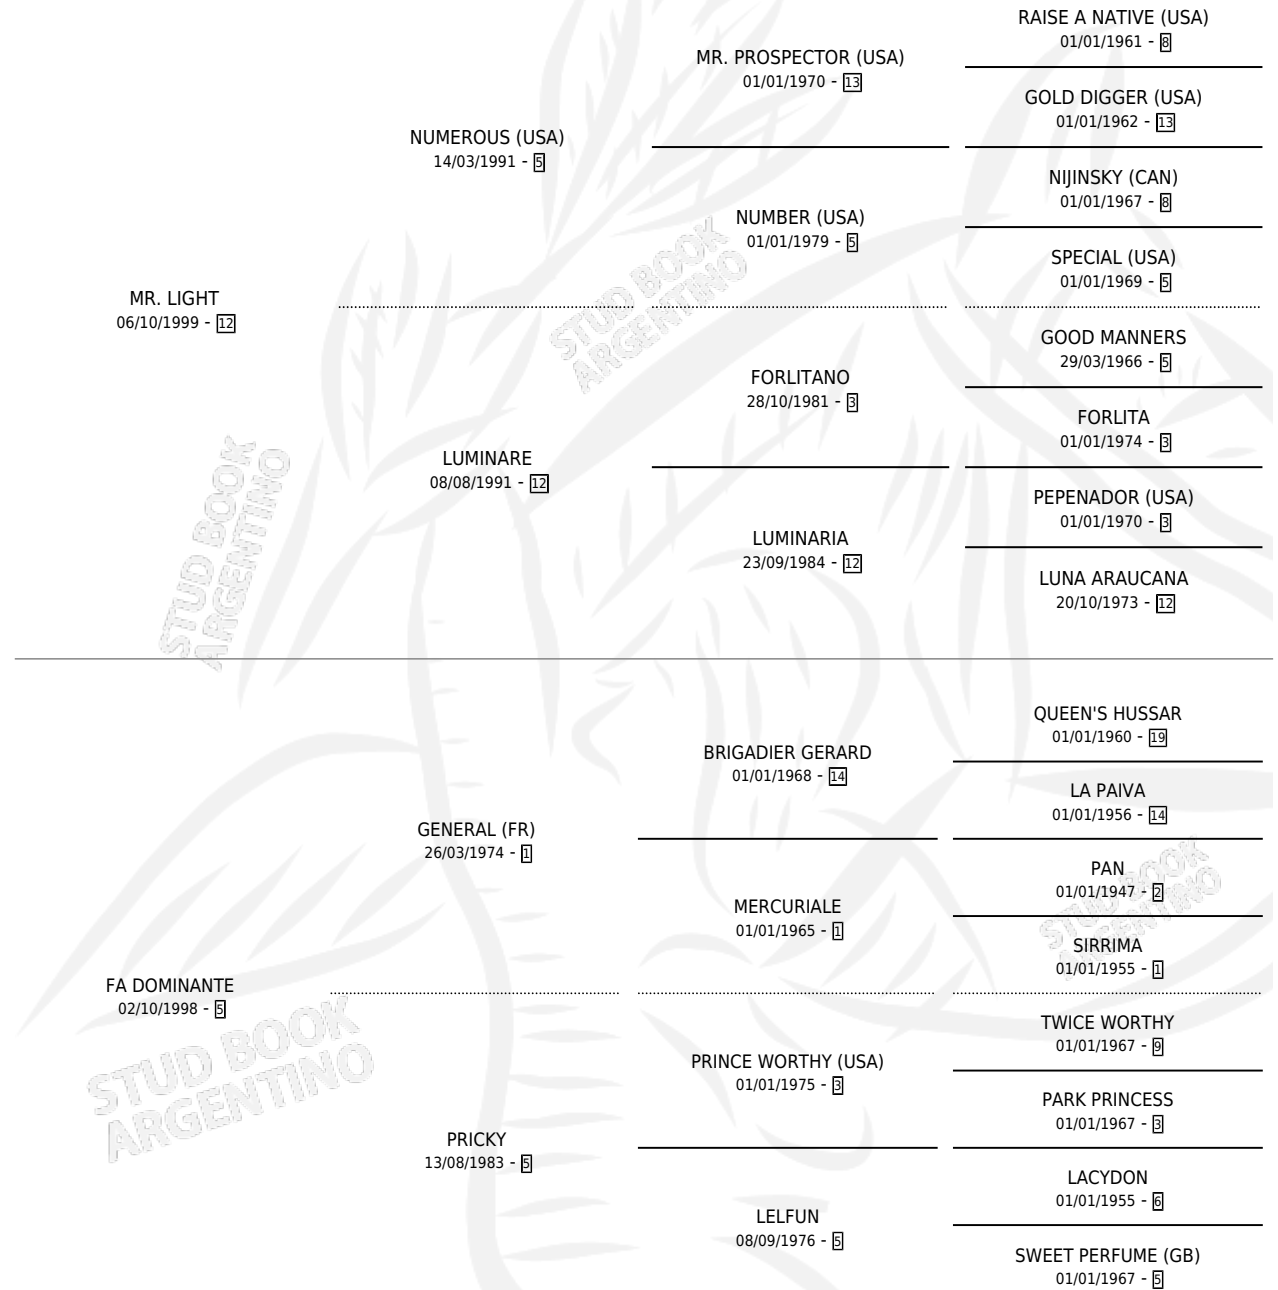 RAISE A NATIVE (USA)
01/01/1961 - 8
MR. PROSPECTOR (USA)
01/01/1970 - 13
GOLD DIGGER (USA)
01/01/1962 - 13
NUMEROUS (USA)
14/03/1991 - 5
NIJINSKY (CAN)
01/01/1967 - 8
NUMBER (USA)
01/01/1979 - 5
SPECIAL (USA)
01/01/1969 - 5
MR. LIGHT
06/10/1999 - 12
GOOD MANNERS
29/03/1966 - 5
FORLITANO
28/10/1981 - 3
FORLITA
01/01/1974 - 3
LUMINARE
08/08/1991 - 12
PEPENADOR (USA)
01/01/1970 - 3
LUMINARIA
23/09/1984 - 12
LUNA ARAUCANA
20/10/1973 - 12
QUEEN'S HUSSAR
01/01/1960 - 19
BRIGADIER GERARD
01/01/1968 - 14
LA PAIVA
01/01/1956 - 14
GENERAL (FR)
26/03/1974 - 1
PAN
01/01/1947 - 2
MERCURIALE
01/01/1965 - 1
SIRRIMA
01/01/1955 - 1
FA DOMINANTE
02/10/1998 - 5
TWICE WORTHY
01/01/1967 - 9
PRINCE WORTHY (USA)
01/01/1975 - 3
PARK PRINCESS
01/01/1967 - 3
PRICKY
13/08/1983 - 5
LACYDON
01/01/1955 - 6
LELFUN
08/09/1976 - 5
SWEET PERFUME (GB)
01/01/1967 - 5
STUD BOOK
ARGENTINO
STUD BOOK
ARGENTINO
STUD BOOK
ARGENTINO
STUD BOOK
ARGENTINO